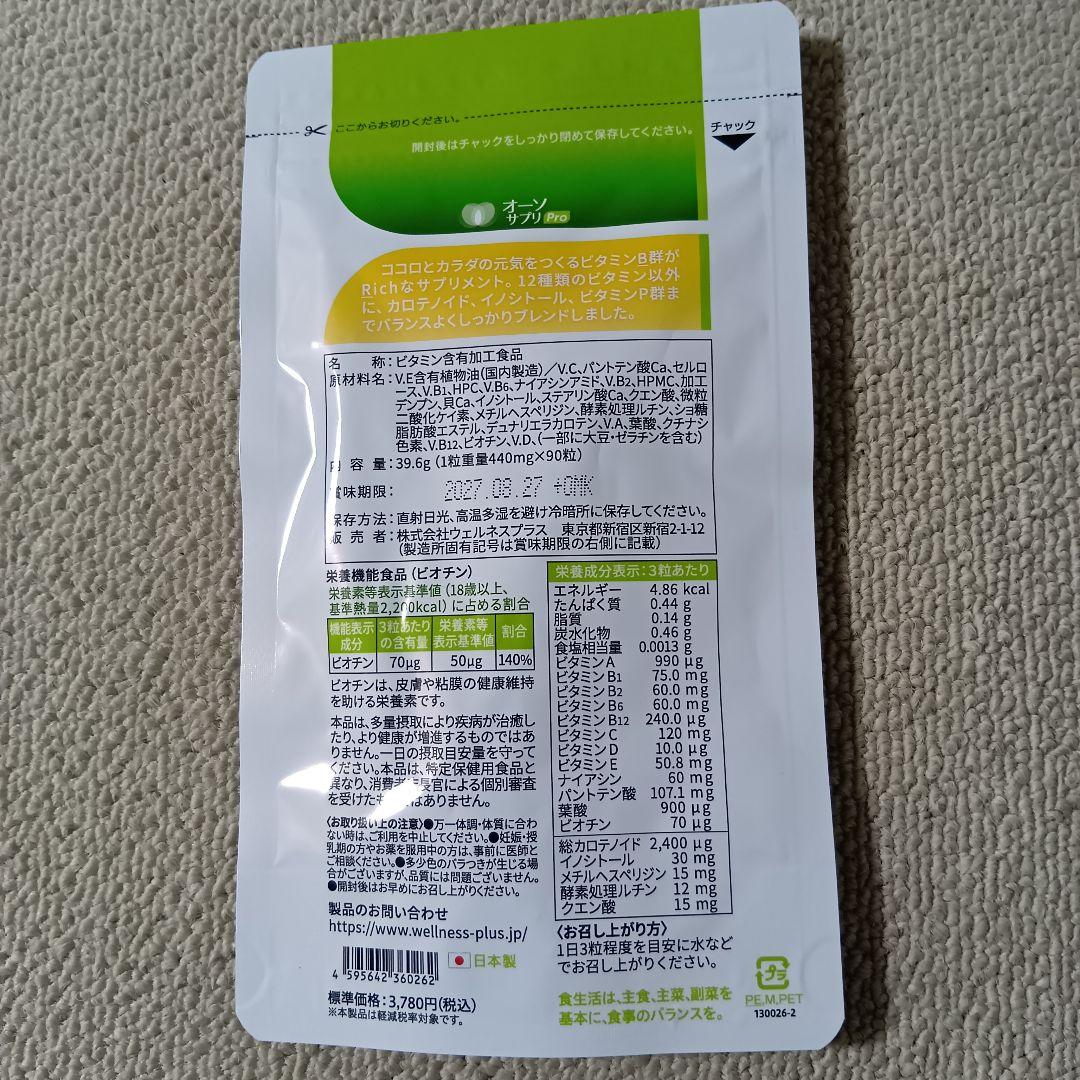 ここからお切りください。
開封後はチャックをしっかり閉めて保存してください。
チャック
オーソ
サプリ Pro
ココロとカラダの元気をつくるビタミンB群が
Richなサプリメント。12種類のビタミン以外
に、カロテノイド、イノシトール、ビタミンP群ま
でバランスよくしっかりブレンドしました。
名 称:ビタミン含有加工食品
原材料名:V.E含有植物油(国内製造)/V.C、パントテン酸Ca、セルロ
ース、V.B1、HPC、V.B6、ナイアシンアミド、V.B2、HPMC、加工
デンプン、貝Ca、イノシトール、ステアリン酸Ca、クエン酸、微粒
二酸化ケイ素、メチルヘスペリジン、酵素処理ルチン、ショ糖
脂肪酸エステル、デュナリエラカロテン、V.A、葉酸、クチナシ
色素、V.B12、ビオチン、V.D、(一部に大豆・ゼラチンを含む)
内 容 量:39.6g(1粒重量440mg×90粒)
賞味期限: 2027.08.27 +OMK
保存方法:直射日光、高温多湿を避け冷暗所に保存してください。
販 売 者:株式会社ウェルネスプラス 東京都新宿区新宿2-1-12
(製造所固有記号は賞味期限の右側に記載)
栄養機能食品(ビオチン)
栄養素等表示基準値(18歳以上、
基準熱量2,200kcal)に占める割合
機能表示成分 3粒あたりの含有量 栄養素等表示基準値 割合
ビオチン 70μg 50μg 140%
ビオチンは、皮膚や粘膜の健康維持
を助ける栄養素です。
本品は、多量摂取により疾病が治癒し
たり、より健康が増進するものではあ
りません。一日の摂取目安量を守って
ください。本品は、特定保健用食品と
異なり、消費者庁長官による個別審査
を受けたものではありません。
〈お取り扱い上の注意〉●万一体調・体質に合わ
ない時は、ご利用を中止してください。●妊娠・授
乳期の方やお薬を服用中の方は、事前に医師と
ご相談ください。●多少色のバラつきが生じる場
合がございますが、品質には問題ございません。
●開封後はお早めにお召し上がりください。
製品のお問い合わせ
https://www.wellness-plus.jp/
4 595642 360262
日本製
標準価格:3,780円(税込)
※本製品は軽減税率対象です。
栄養成分表示:3粒あたり
エネルギー 4.86 kcal
たんぱく質 0.44 g
脂質 0.14 g
炭水化物 0.46 g
食塩相当量 0.0013 g
ビタミンA 990 μg
ビタミンB1 75.0 mg
ビタミンB2 60.0 mg
ビタミンB6 60.0 mg
ビタミンB12 240.0 μg
ビタミンC 120 mg
ビタミンD 10.0 μg
ビタミンE 50.8 mg
ナイアシン 60 mg
パントテン酸 107.1 mg
葉酸 900 μg
ビオチン 70 μg
総カロテノイド 2,400 μg
イノシトール 30 mg
メチルヘスペリジン 15 mg
酵素処理ルチン 12 mg
クエン酸 15 mg
〈お召し上がり方〉
1日3粒程度を目安に水など
でお召し上がりください。
食生活は、主食、主菜、副菜を
基本に、食事のバランスを。
プラ
PE,M,PET
130026-2